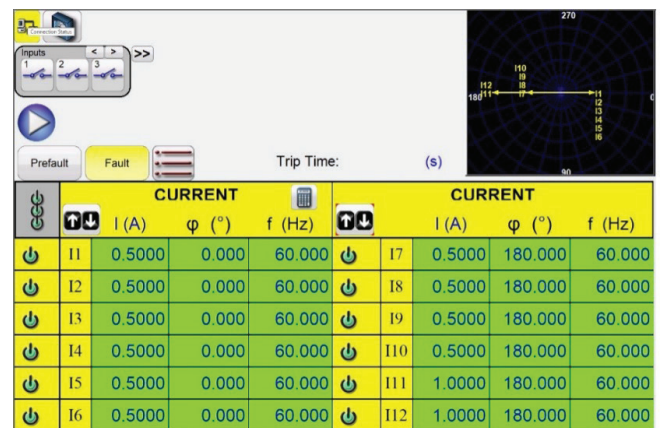 Connection Status
Inputs < > >>
1 2 3
270
I10
I9
I12 I8
180 I11 I7 I1 0
I2
I3
I4
I5
I6
90
Prefault Fault Trip Time: (s)
CURRENT CURRENT
I (A) φ (°) f (Hz) I (A) φ (°) f (Hz)
I1 0.5000 0.000 60.000 I7 0.5000 180.000 60.000
I2 0.5000 0.000 60.000 I8 0.5000 180.000 60.000
I3 0.5000 0.000 60.000 I9 0.5000 180.000 60.000
I4 0.5000 0.000 60.000 I10 0.5000 180.000 60.000
I5 0.5000 0.000 60.000 I11 1.0000 180.000 60.000
I6 0.5000 0.000 60.000 I12 1.0000 180.000 60.000